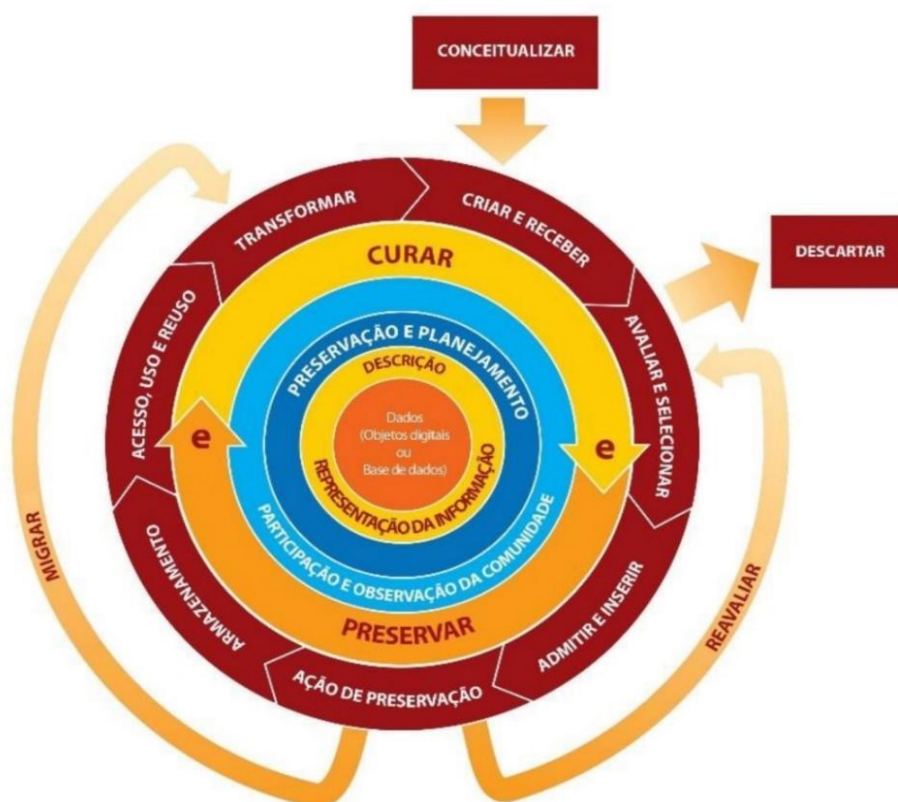 CONCEITUALIZAR
DESCARTAR
TRANSFORMAR
CRIAR E RECEBER
AVALIAR E SELECIONAR
ADMITIR E INSERIR
AÇÃO DE PRESERVAÇÃO
ARMAZENAMENTO
ACESSO, USO E REUSO
MIGRAR
REAVALIAR
CURAR
e
PRESERVAR
e
PARTICIPAÇÃO E OBSERVAÇÃO DA COMUNIDADE
PRESERVAÇÃO E PLANEJAMENTO
DESCRIÇÃO
REPRESENTAÇÃO DA INFORMAÇÃO
Dados
(Objetos digitais
ou
Base de dados)